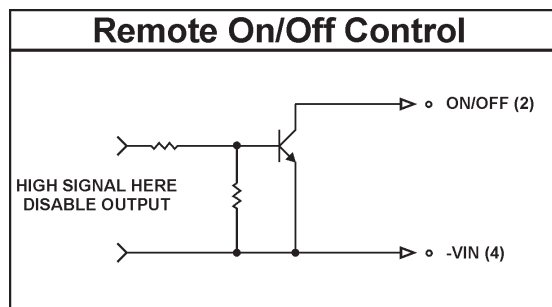 Remote On/Off Control
ON/OFF (2)
HIGH SIGNAL HERE
DISABLE OUTPUT
-VIN (4)